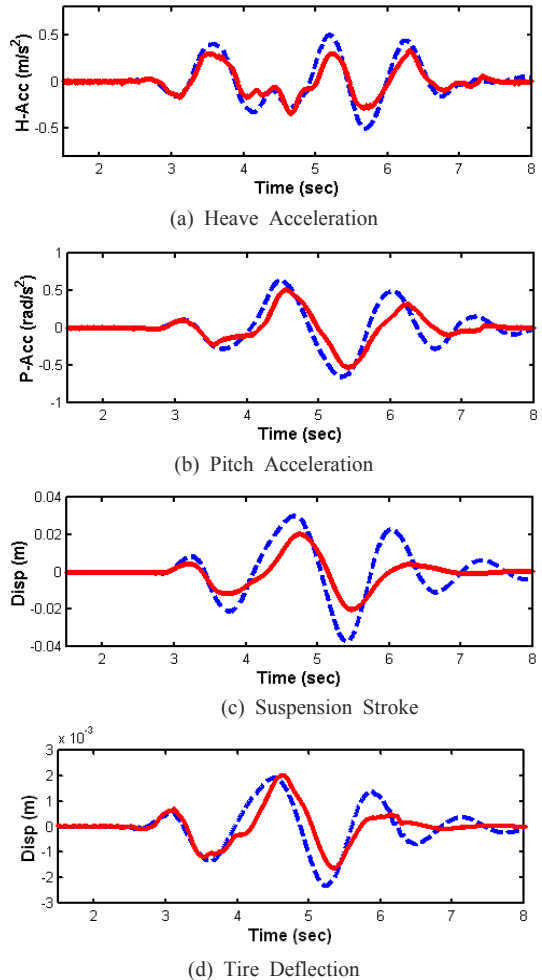 H-Acc (m/s²)
0.5
0
-0.5
2 3 4 5 6 7 8
Time (sec)
(a) Heave Acceleration
P-Acc (rad/s²)
1
0.5
0
-0.5
-1
2 3 4 5 6 7 8
Time (sec)
(b) Pitch Acceleration
Disp (m)
0.04
0.02
0
-0.02
-0.04
2 3 4 5 6 7 8
Time (sec)
(c) Suspension Stroke
x 10⁻³
Disp (m)
3
2
1
0
-1
-2
-3
2 3 4 5 6 7 8
Time (sec)
(d) Tire Deflection